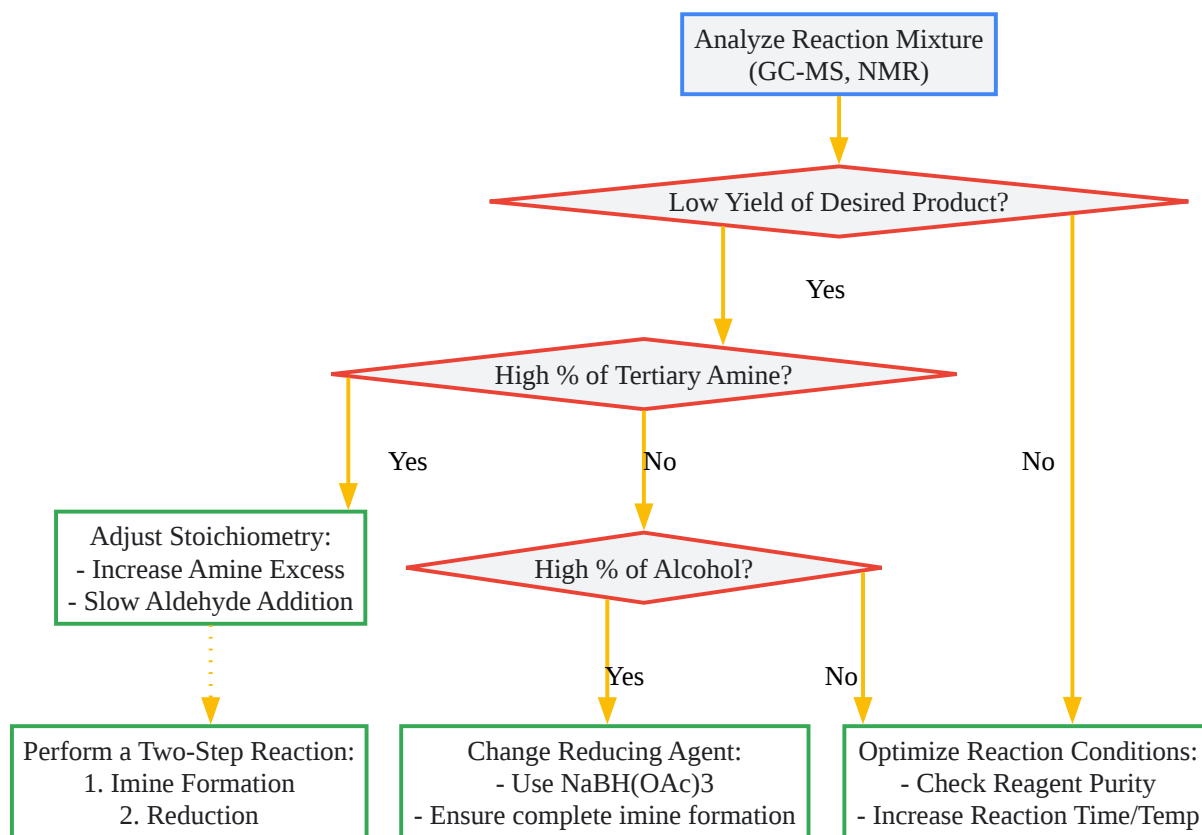 Analyze Reaction Mixture
(GC-MS, NMR)
Low Yield of Desired Product?
Yes
High % of Tertiary Amine?
Yes
No
No
Adjust Stoichiometry:
- Increase Amine Excess
- Slow Aldehyde Addition
High % of Alcohol?
Yes
No
Perform a Two-Step Reaction:
1. Imine Formation
2. Reduction
Change Reducing Agent:
- Use NaBH(OAc)3
- Ensure complete imine formation
Optimize Reaction Conditions:
- Check Reagent Purity
- Increase Reaction Time/Temp